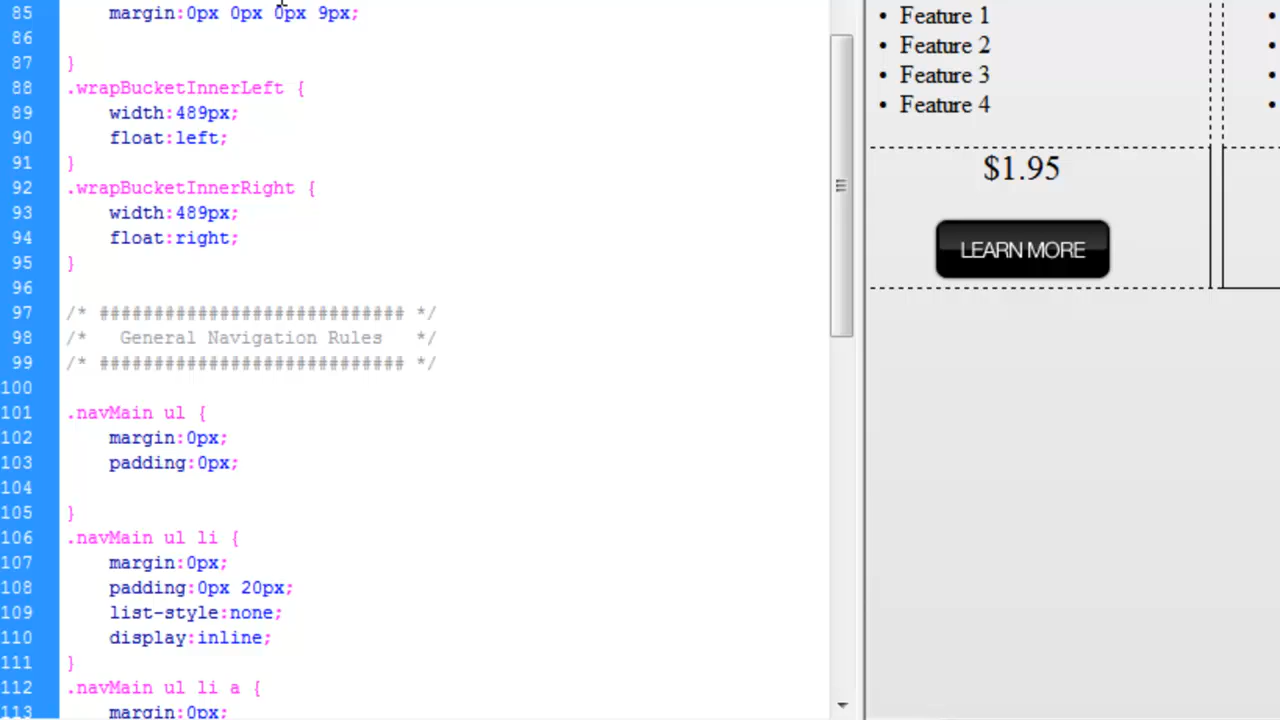 85 margin:0px 0px 0px 9px;
86
87 }
88 .wrapBucketInnerLeft {
89 width:489px;
90 float:left;
91 }
92 .wrapBucketInnerRight {
93 width:489px;
94 float:right;
95 }
96
97 /* ############################ */
98 /* General Navigation Rules */
99 /* ############################ */
100
101 .navMain ul {
102 margin:0px;
103 padding:0px;
104
105 }
106 .navMain ul li {
107 margin:0px;
108 padding:0px 20px;
109 list-style:none;
110 display:inline;
111 }
112 .navMain ul li a {
113 margin:0px;
• Feature 1
• Feature 2
• Feature 3
• Feature 4
$1.95
LEARN MORE